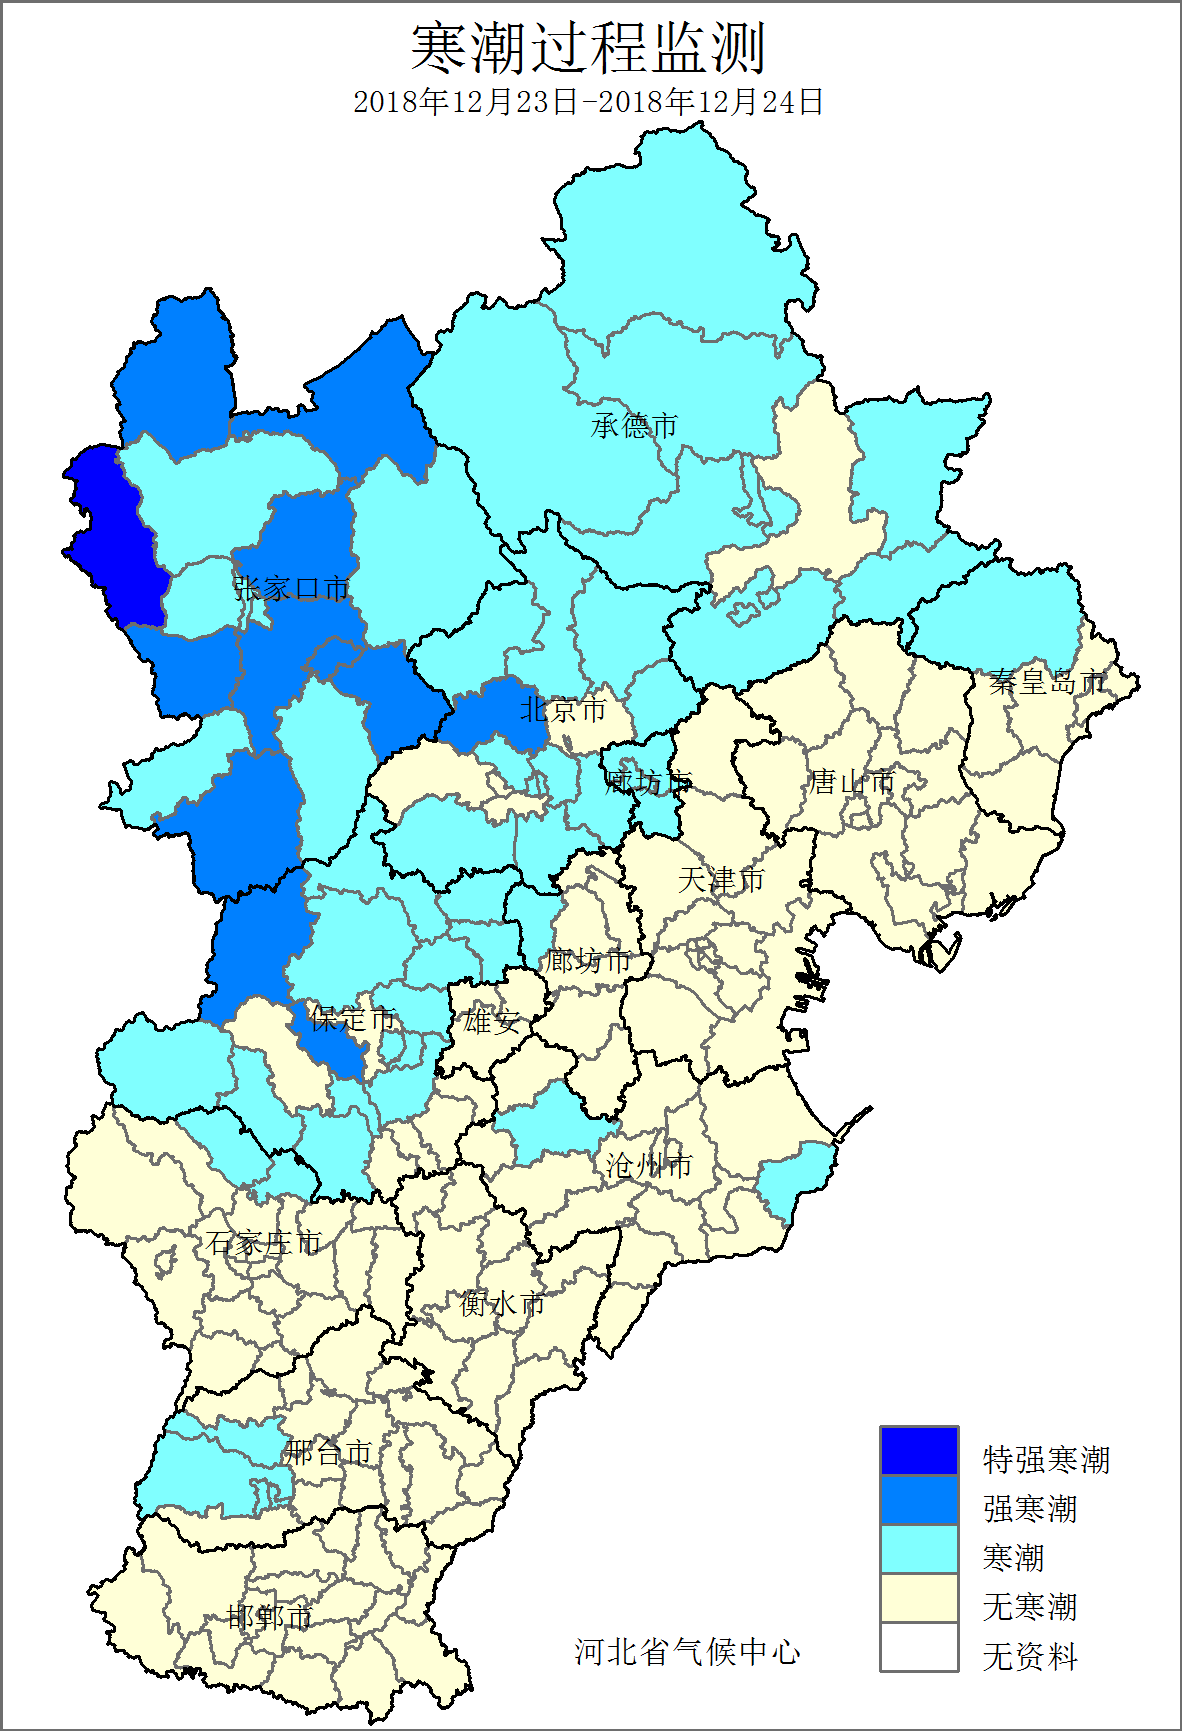 寒潮过程监测
2018年12月23日-2018年12月24日
承德市
张家口市
秦皇岛市
北京市
廊坊市
唐山市
天津市
廊坊市
保定市
雄安
沧州市
石家庄市
衡水市
邢台市
邯郸市
特强寒潮
强寒潮
寒潮
无寒潮
无资料
河北省气候中心